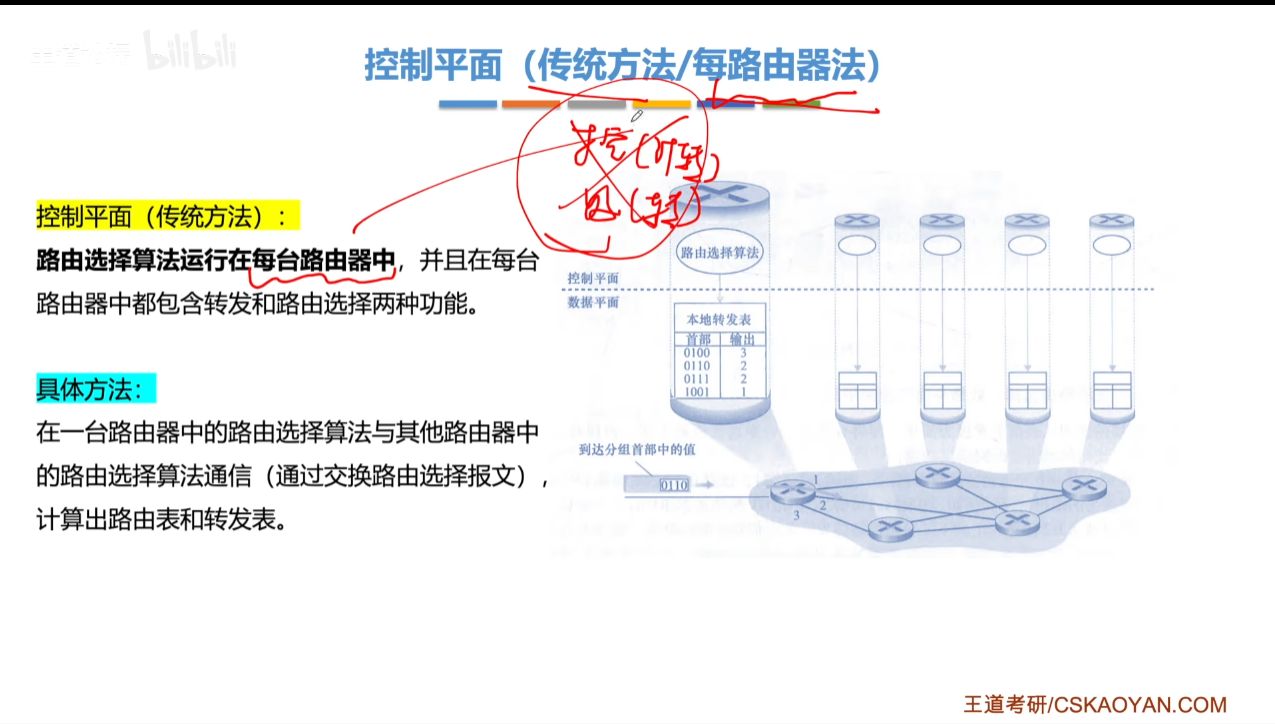 bilibili
控制平面（传统方法/每路由器法）
控制平面（传统方法）：
路由选择算法运行在每台路由器中，并且在每台
路由器中都包含转发和路由选择两种功能。
具体方法：
在一台路由器中的路由选择算法与其他路由器中
的路由选择算法通信（通过交换路由选择报文），
计算出路由表和转发表。
路由选择算法
控制平面
数据平面
本地转发表
首部 输出
0100 3
0110 2
0111 2
1001 1
到达分组首部中的值
0110
1
2
3
王道考研/CSKAOYAN.COM